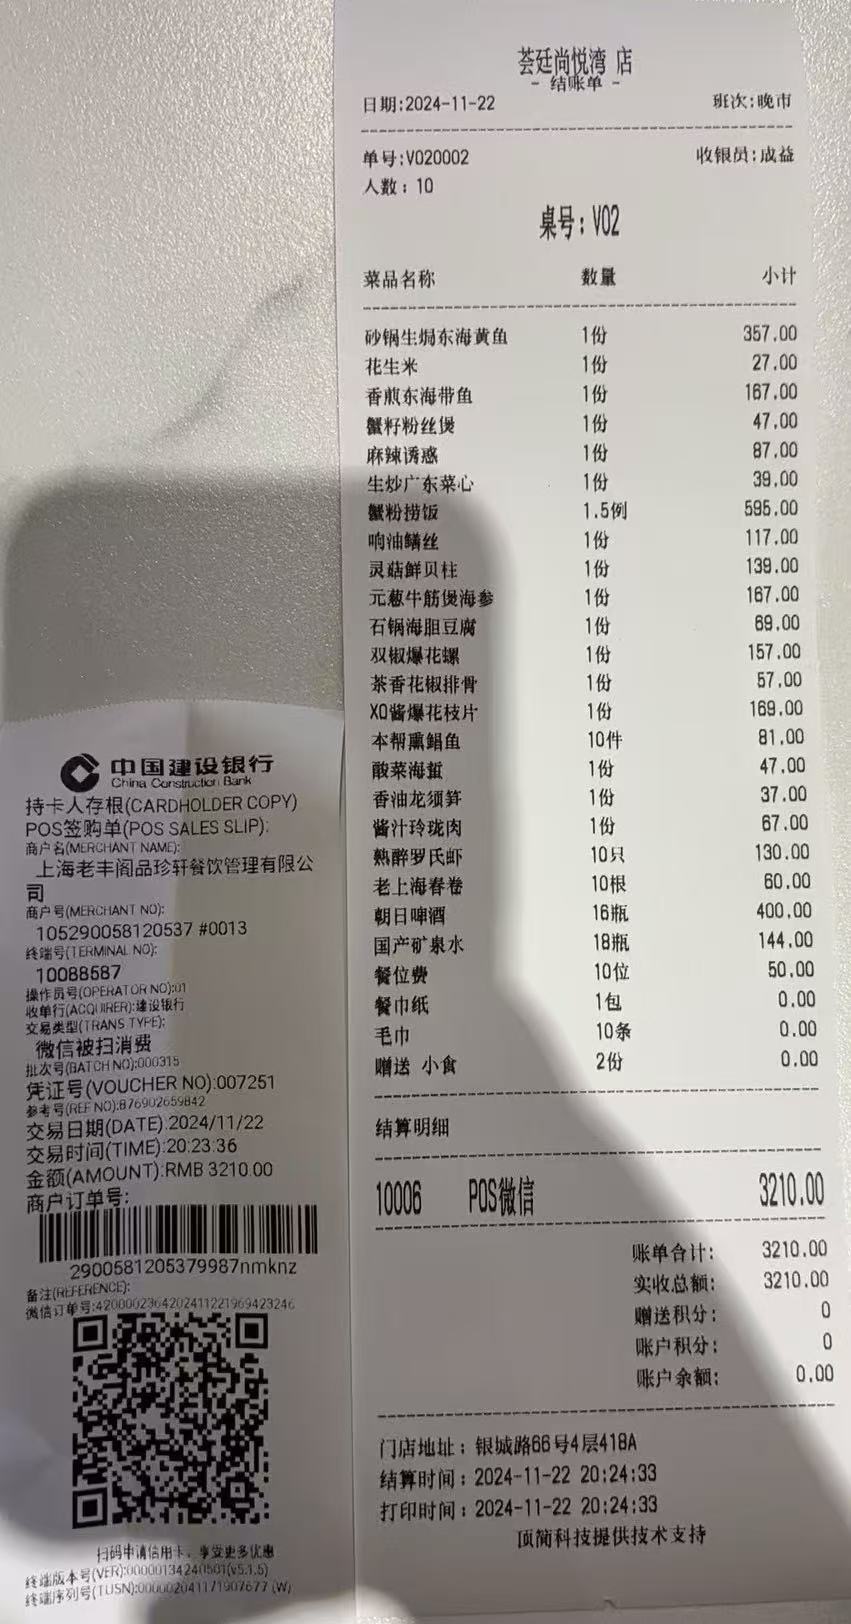 荟廷尚悦湾 店
- 结账单 -
日期:2024-11-22 班次:晚市
单号:V020002 收银员:成益
人数: 10
桌号: V02
菜品名称 数量 小计
砂锅生焗东海黄鱼 1份 357.00
花生米 1份 27.00
香煎东海带鱼 1份 167.00
蟹籽粉丝煲 1份 47.00
麻辣诱惑 1份 87.00
生炒广东菜心 1份 39.00
蟹粉捞饭 1.5例 595.00
响油鳝丝 1份 117.00
灵菇鲜贝柱 1份 139.00
元葱牛筋煲海参 1份 167.00
石锅海胆豆腐 1份 69.00
双椒爆花螺 1份 157.00
茶香花椒排骨 1份 57.00
XO酱爆花枝片 1份 169.00
本帮熏鲳鱼 10件 81.00
酸菜海蜇 1份 47.00
香油龙须笋 1份 37.00
酱汁玲珑肉 1份 67.00
熟醉罗氏虾 10只 130.00
老上海春卷 10根 60.00
朝日啤酒 16瓶 400.00
国产矿泉水 18瓶 144.00
餐位费 10位 50.00
餐巾纸 1包 0.00
毛巾 10条 0.00
赠送 小食 2份 0.00
结算明细
10006 POS微信 3210.00
账单合计: 3210.00
实收总额: 3210.00
赠送积分: 0
账户积分: 0
账户余额: 0.00
门店地址: 银城路66号4层418A
结算时间: 2024-11-22 20:24:33
打印时间: 2024-11-22 20:24:33
顶简科技提供技术支持
中国建设银行
China Construction Bank
持卡人存根(CARDHOLDER COPY)
POS签购单(POS SALES SLIP):
商户名(MERCHANT NAME):
上海老丰阁品珍轩餐饮管理有限公
司
商户号(MERCHANT NO):
105290058120537 #0013
终端号(TERMINAL NO):
10088587
操作员号(OPERATOR NO):01
收单行(ACQUIRER):建设银行
交易类型(TRANS TYPE):
微信被扫消费
批次号(BATCH NO):000315
凭证号(VOUCHER NO):007251
参考号(REF NO):876902659842
交易日期(DATE):2024/11/22
交易时间(TIME):20:23:36
金额(AMOUNT):RMB 3210.00
商户订单号:
2900581205379987nmknz
备注(REFERENCE):
微信订单号:4200002364202411221969423246
扫码申请信用卡，享受更多优惠
终端版本号(VER):00000134240501(v5.1.5)
终端序列号(TUSN):000002041171907677 (W)